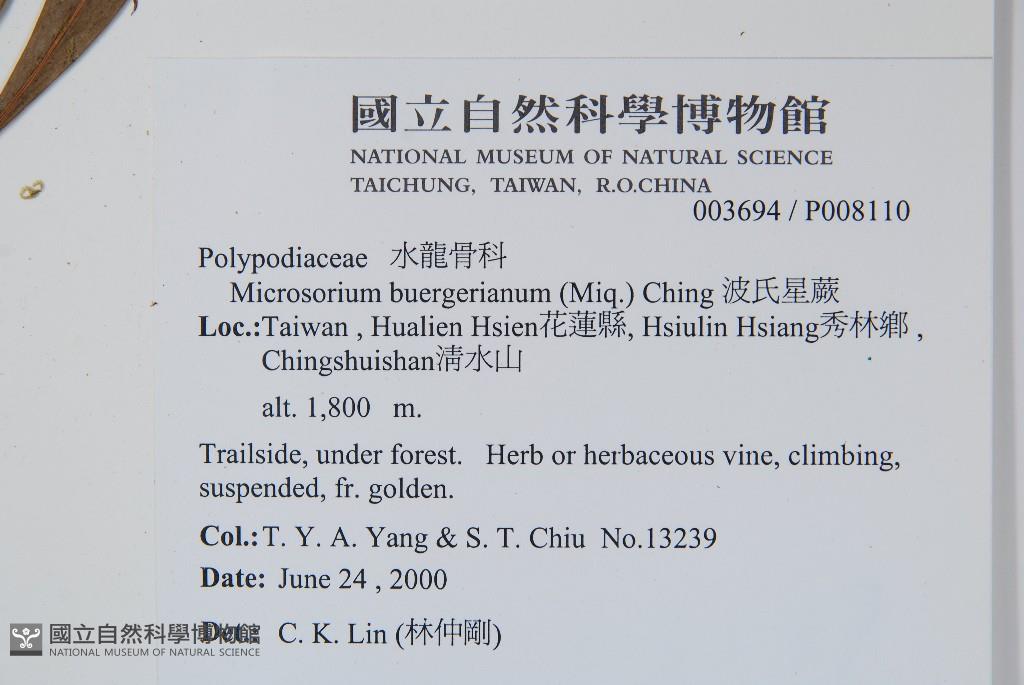 國立自然科學博物館
NATIONAL MUSEUM OF NATURAL SCIENCE
TAICHUNG, TAIWAN, R.O.CHINA
003694 / P008110
Polypodiaceae 水龍骨科
Microsorium buergerianum (Miq.) Ching 波氏星蕨
Loc.:Taiwan , Hualien Hsien花蓮縣, Hsiulin Hsiang秀林鄉 ,
Chingshuishan清水山
alt. 1,800 m.
Trailside, under forest. Herb or herbaceous vine, climbing,
suspended, fr. golden.
Col.:T. Y. A. Yang & S. T. Chiu No.13239
Date: June 24 , 2000
Det.: C. K. Lin (林仲剛)
國立自然科學博物館
NATIONAL MUSEUM OF NATURAL SCIENCE